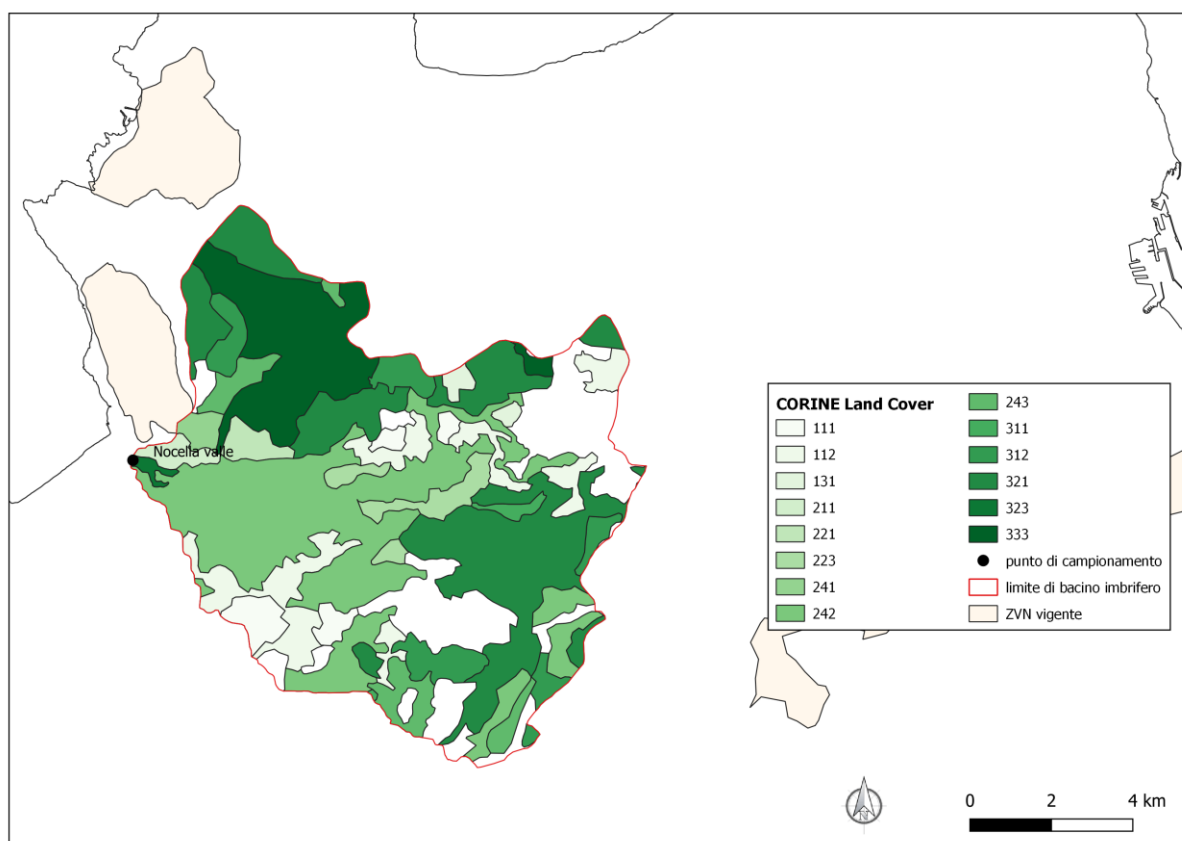 Nocella valle
CORINE Land Cover
111
112
131
211
221
223
241
242
243
311
312
321
323
333
punto di campionamento
limite di bacino imbrifero
ZVN vigente
N
0 2 4 km